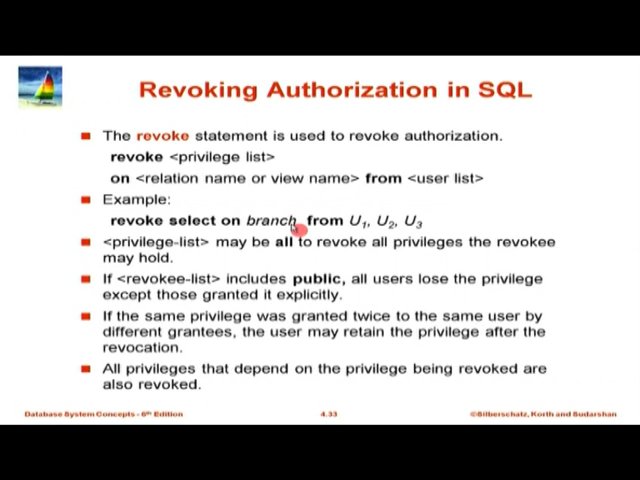 Revoking Authorization in SQL
The revoke statement is used to revoke authorization.
revoke <privilege list>
on <relation name or view name> from <user list>
Example:
revoke select on branch from U1, U2, U3
<privilege-list> may be all to revoke all privileges the revokee
may hold.
If <revokee-list> includes public, all users lose the privilege
except those granted it explicitly.
If the same privilege was granted twice to the same user by
different grantees, the user may retain the privilege after the
revocation.
All privileges that depend on the privilege being revoked are
also revoked.
Database System Concepts - 6th Edition 4.33 ©Silberschatz, Korth and Sudarshan